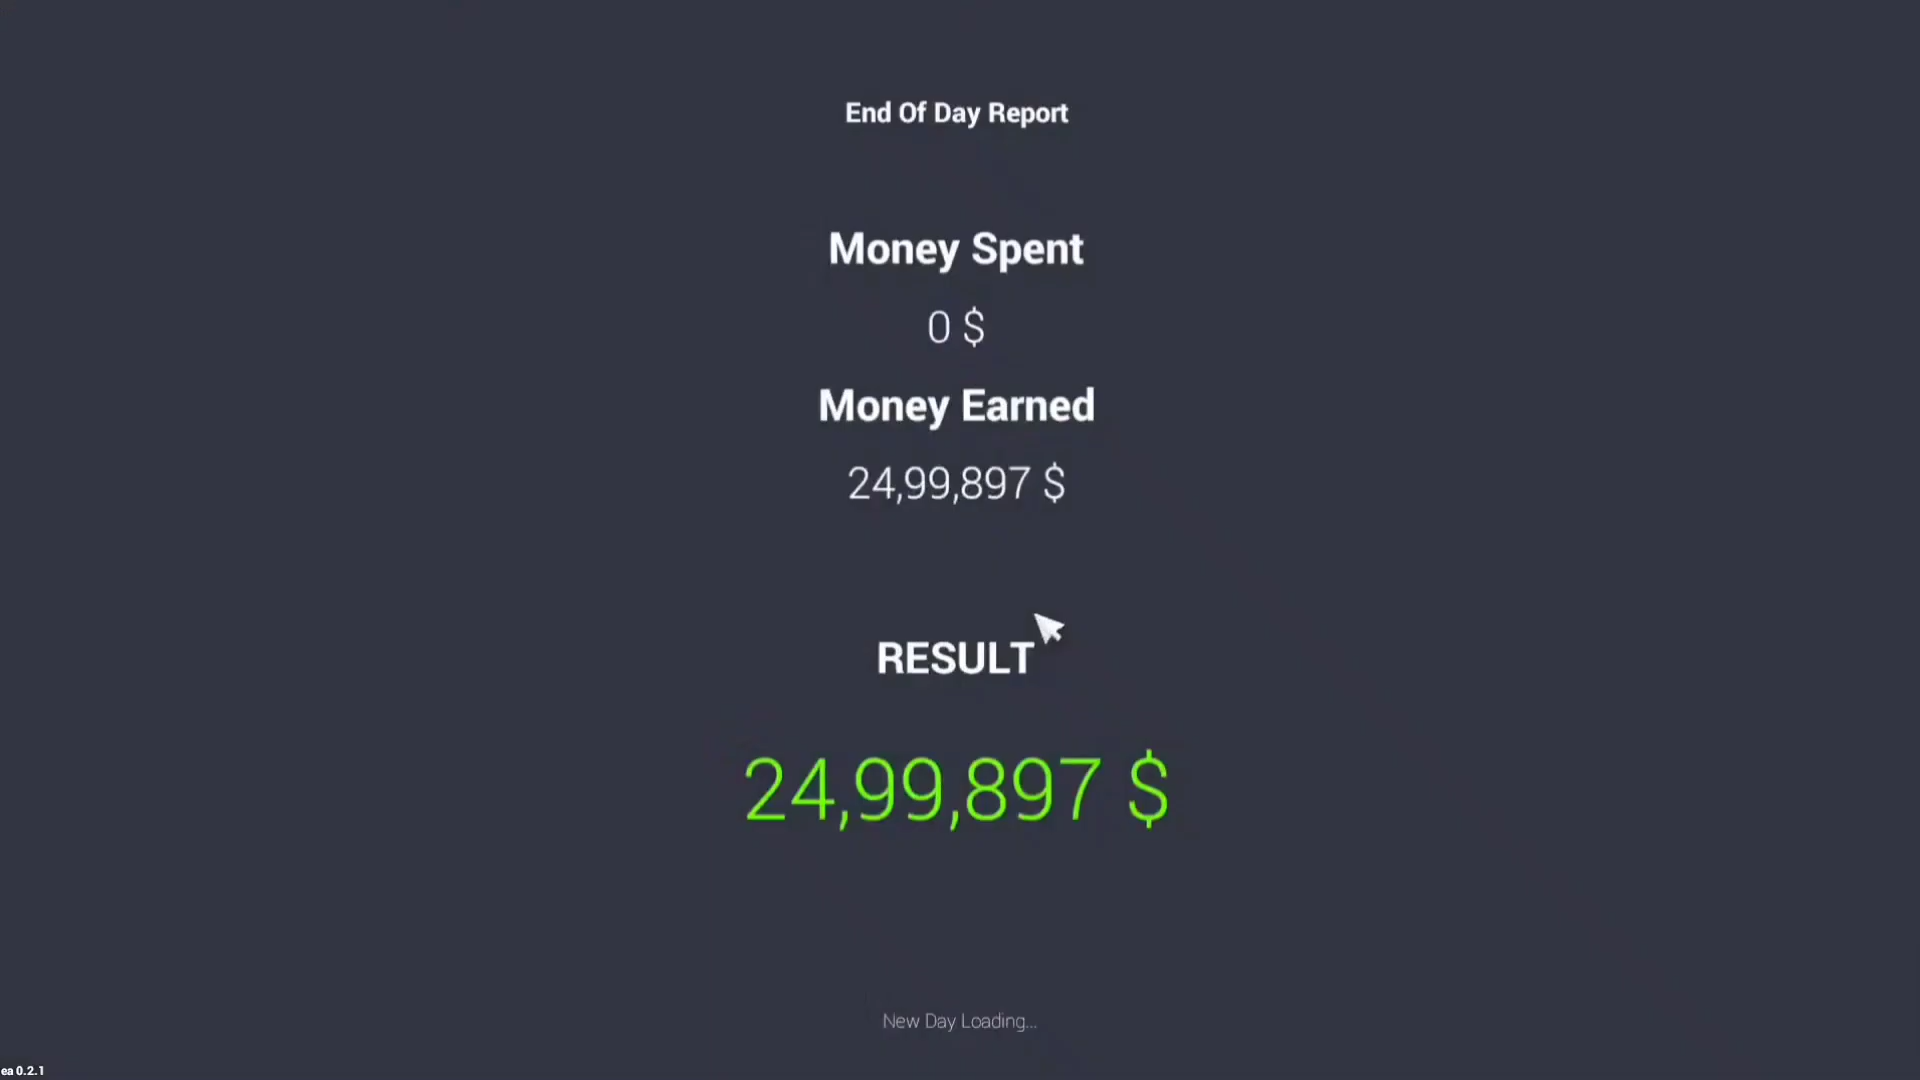 End Of Day Report
Money Spent
0 $
Money Earned
24,99,897 $
RESULT
24,99,897 $
New Day Loading...
ea 0.2.1